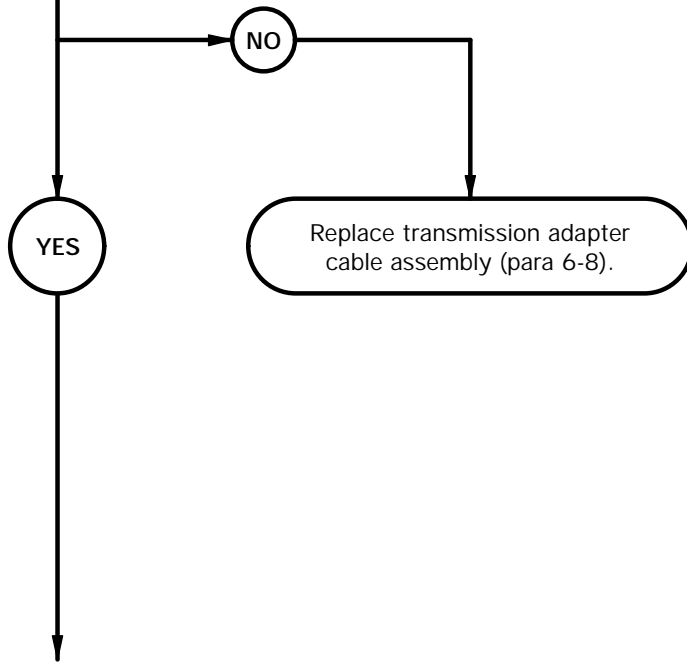 NO
YES
Replace transmission adapter
cable assembly (para 6-8).